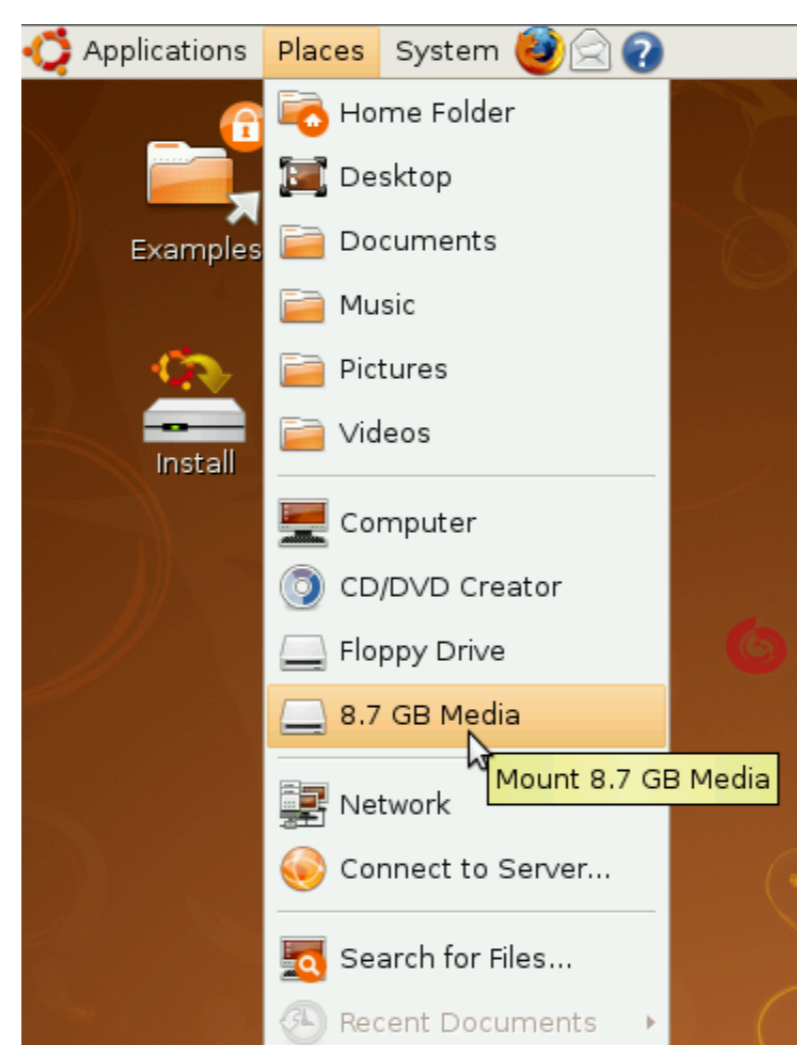 Applications Places System
Home Folder
Examples
Desktop
Documents
Music
Pictures
Install
Videos
Computer
CD/DVD Creator
Floppy Drive
8.7 GB Media
Mount 8.7 GB Media
Network
Connect to Server...
Search for Files...
Recent Documents